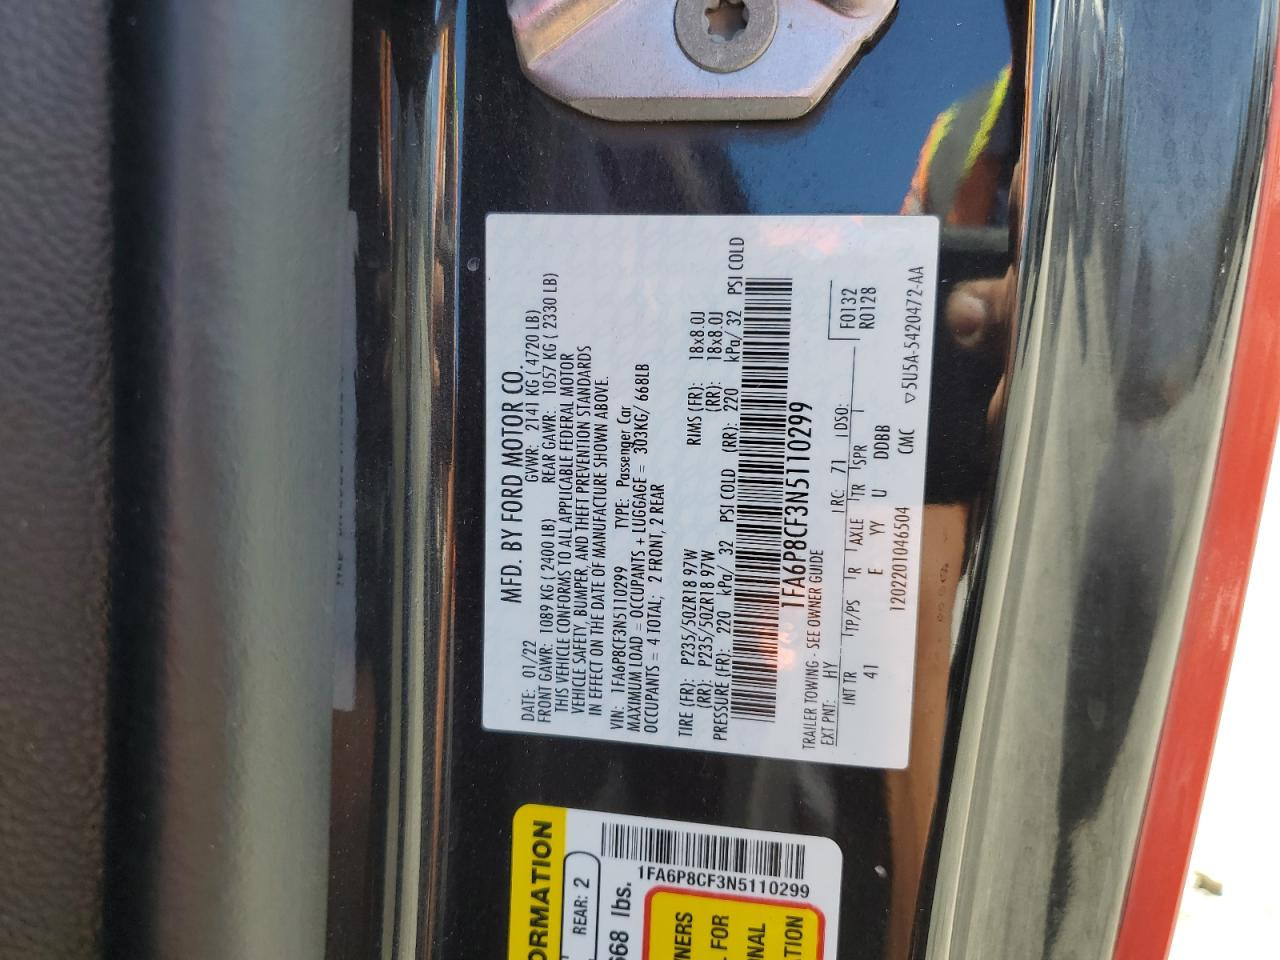 MFD. BY FORD MOTOR CO.
DATE: 01/22 GVWR: 2141 KG ( 4720 LB)
FRONT GAWR: 1089 KG ( 2400 LB) REAR GAWR: 1057 KG ( 2330 LB)
THIS VEHICLE CONFORMS TO ALL APPLICABLE FEDERAL MOTOR
VEHICLE SAFETY, BUMPER, AND THEFT PREVENTION STANDARDS
IN EFFECT ON THE DATE OF MANUFACTURE SHOWN ABOVE.
VIN: 1FA6P8CF3N5110299 TYPE: Passenger Car
MAXIMUM LOAD = OCCUPANTS + LUGGAGE = 303KG/ 668LB
OCCUPANTS = 4 TOTAL; 2 FRONT, 2 REAR
TIRE (FR): P235/50ZR18 97W RIMS (FR): 18x8.0J
(RR): P235/50ZR18 97W (RR): 18x8.0J
PRESSURE (FR): 220 kPa/ 32 PSI COLD (RR): 220 kPa/ 32 PSI COLD
1FA6P8CF3N5110299
TRAILER TOWING - SEE OWNER GUIDE
EXT PNT: HY RC: 71 DSO:
F0132
R0128
INT TR TP/PS R AXLE TR SPR
41 E YY U DDBB
CMC
1202201046504
5U5A-5420472-AA
ORMATION
REAR: 2
668 lbs.
1FA6P8CF3N5110299
NERS
FOR
NAL
TION